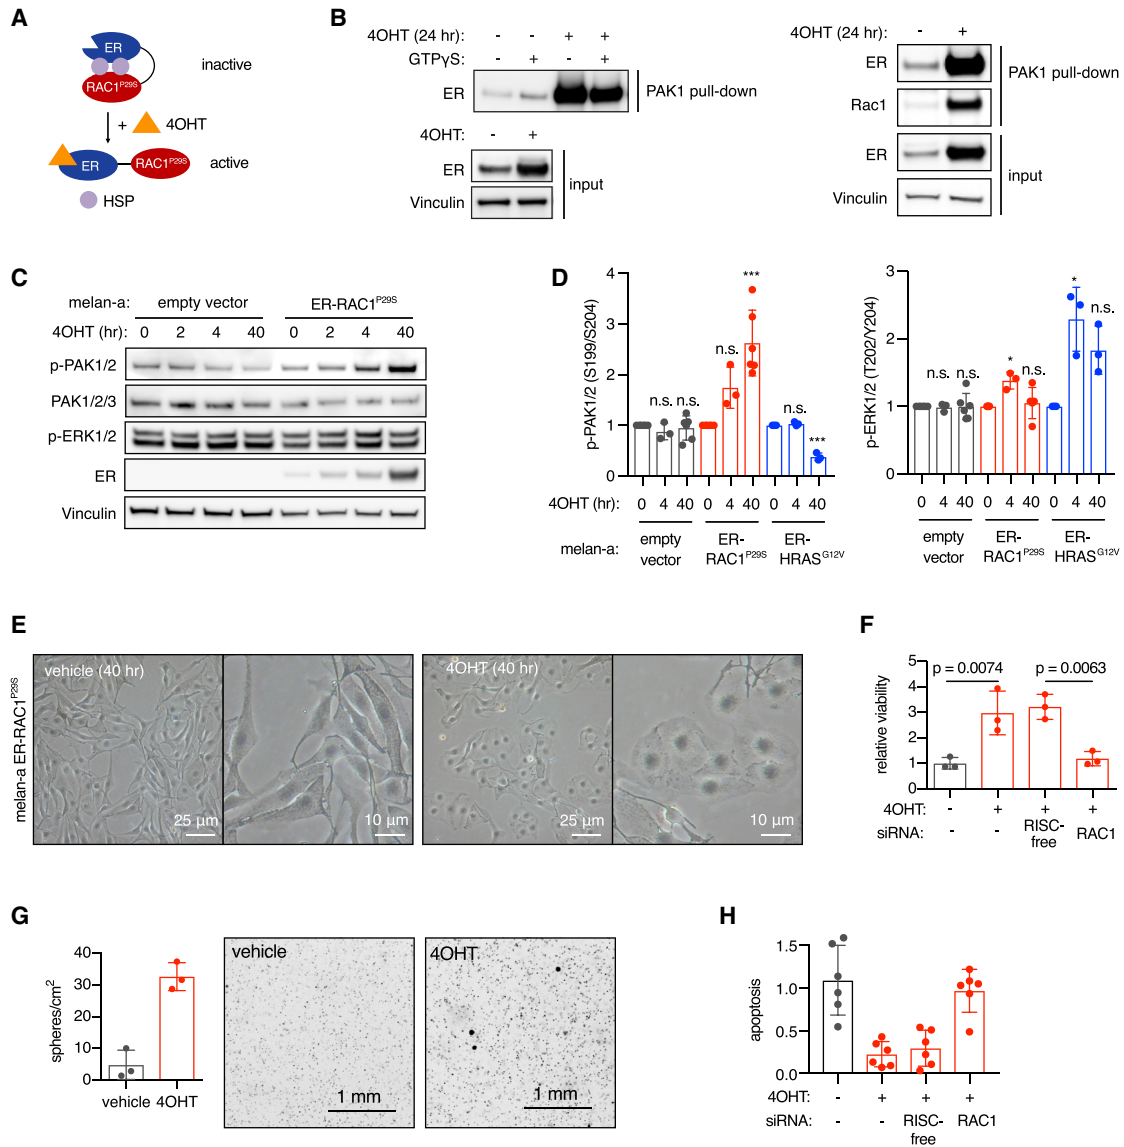 A
ER
RAC1P29S
inactive
+ 4OHT
ER
RAC1P29S
active
HSP
B
4OHT (24 hr): - - + +
GTPγS: - + - +
ER
PAK1 pull-down
4OHT: - +
ER
Vinculin
input
4OHT (24 hr): - +
ER
Rac1
PAK1 pull-down
ER
Vinculin
input
C
melan-a: empty vector ER-RAC1P29S
4OHT (hr): 0 2 4 40 0 2 4 40
p-PAK1/2
PAK1/2/3
p-ERK1/2
ER
Vinculin
D
p-PAK1/2 (S199/S204)
4
3
2
1
0
n.s. n.s. n.s. *** n.s. ***
0 4 40 0 4 40 0 4 40
4OHT (hr):
melan-a:
empty vector
ER-RAC1P29S
ER-HRASG12V
p-ERK1/2 (T202/Y204)
3
2
1
0
n.s. n.s. * n.s. * n.s.
0 4 40 0 4 40 0 4 40
empty vector
ER-RAC1P29S
ER-HRASG12V
E
melan-a ER-RAC1P29S
vehicle (40 hr)
25 µm
10 µm
4OHT (40 hr)
25 µm
10 µm
F
relative viability
5
4
3
2
1
0
p = 0.0074 p = 0.0063
4OHT: - + + +
siRNA: - - RISC-free RAC1
G
spheres/cm2
40
30
20
10
0
vehicle 4OHT
vehicle
1 mm
4OHT
1 mm
H
apoptosis
1.5
1.0
0.5
0.0
4OHT: - + + +
siRNA: - - RISC-free RAC1